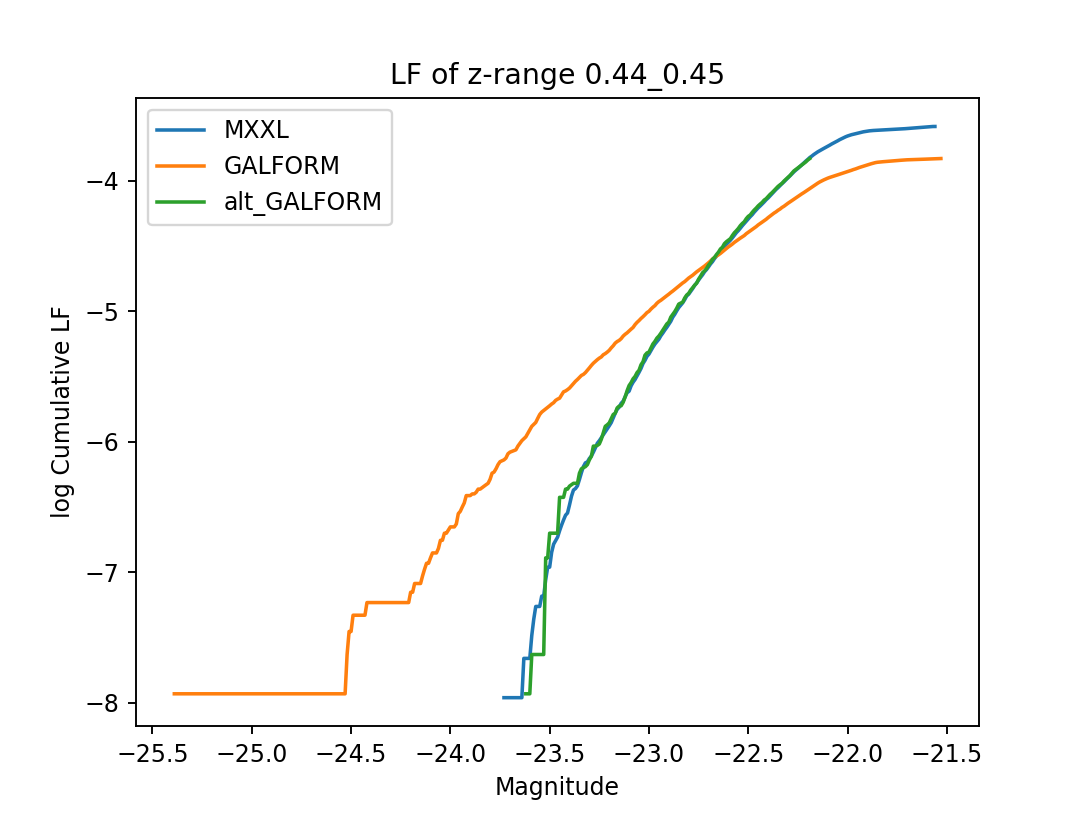 LF of z-range 0.44_0.45
MXXL
GALFORM
alt_GALFORM
log Cumulative LF
−4
−5
−6
−7
−8
−25.5 −25.0 −24.5 −24.0 −23.5 −23.0 −22.5 −22.0 −21.5
Magnitude